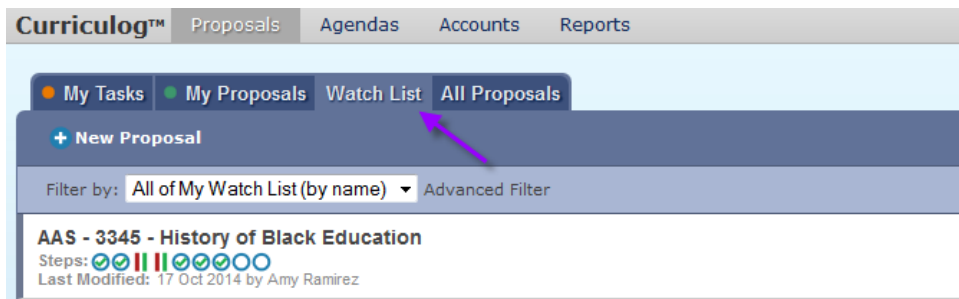 Curriculog™ Proposals Agendas Accounts Reports
My Tasks My Proposals Watch List All Proposals
New Proposal
Filter by: All of My Watch List (by name) Advanced Filter
AAS - 3345 - History of Black Education
Steps:
Last Modified: 17 Oct 2014 by Amy Ramirez